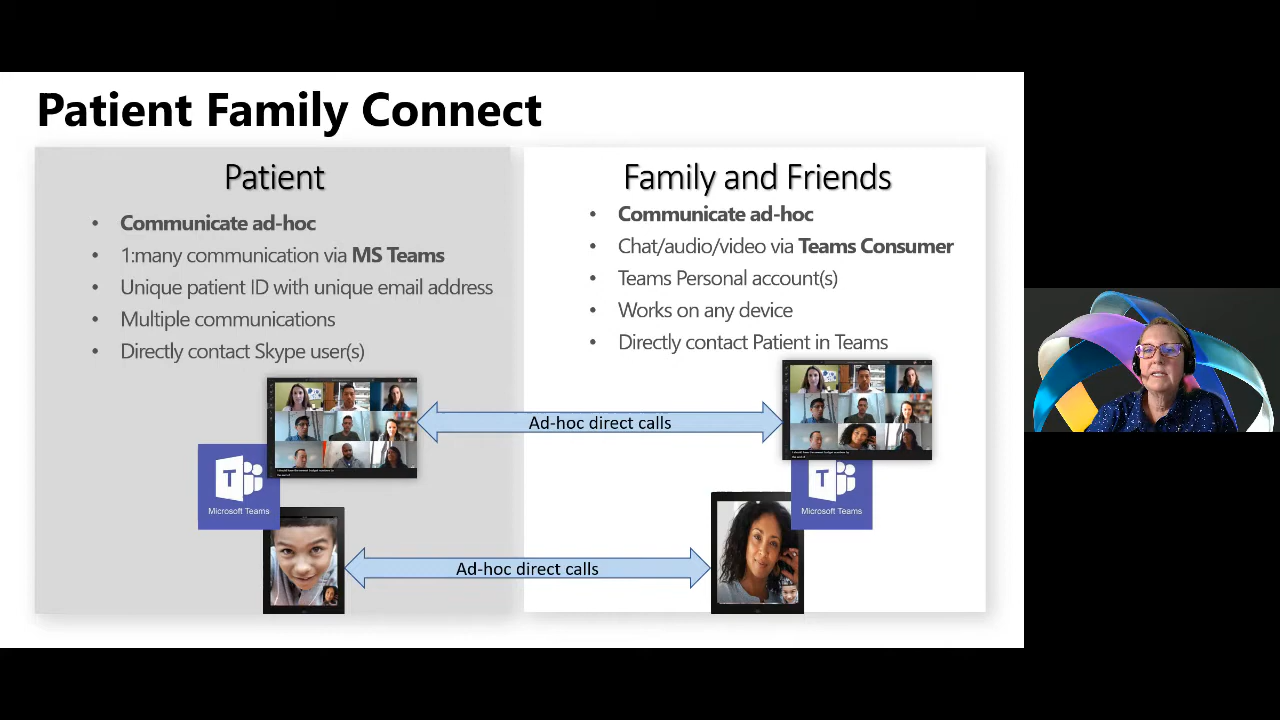 Patient Family Connect
Patient
• Communicate ad-hoc
• 1:many communication via MS Teams
• Unique patient ID with unique email address
• Multiple communications
• Directly contact Skype user(s)
Family and Friends
• Communicate ad-hoc
• Chat/audio/video via Teams Consumer
• Teams Personal account(s)
• Works on any device
• Directly contact Patient in Teams
Ad-hoc direct calls
T
Microsoft Teams
T
Microsoft Teams
Ad-hoc direct calls